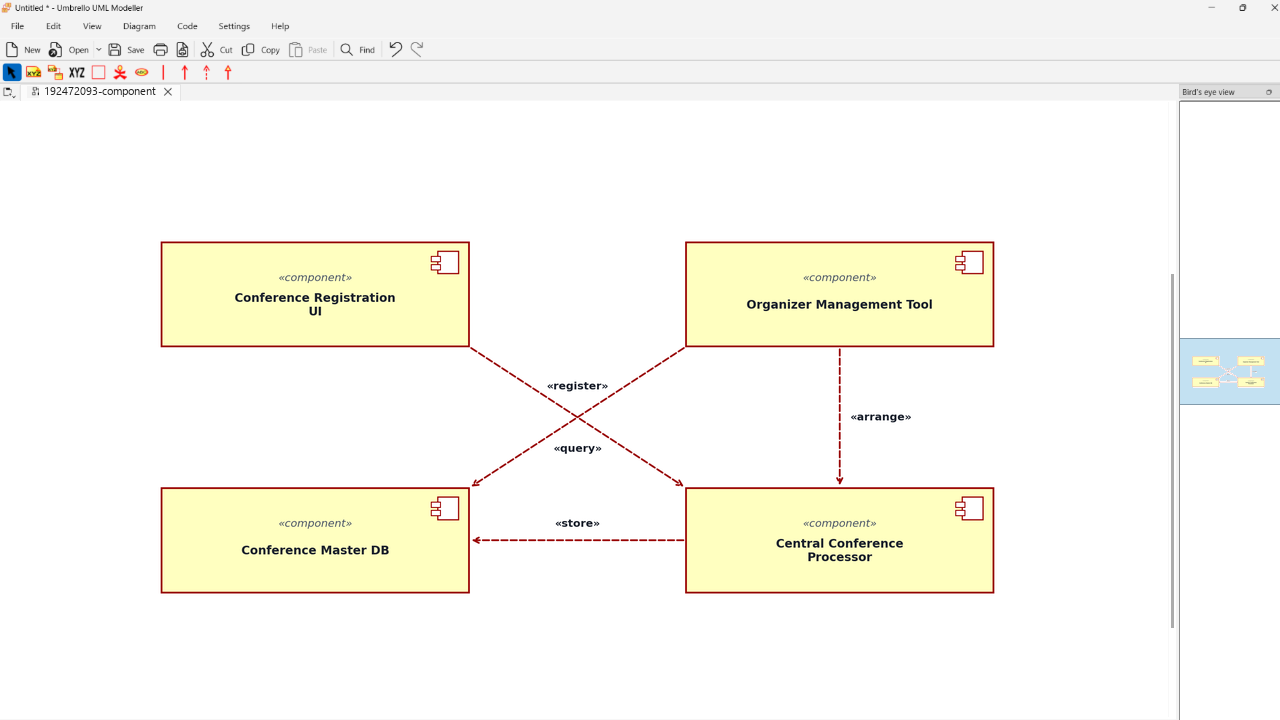 Untitled * - Umbrello UML Modeller
File Edit View Diagram Code Settings Help
New Open Save Cut Copy Paste Find
XYZ
192472093-component
Bird's eye view
«component»
Conference Registration
UI
«component»
Organizer Management Tool
«register»
«arrange»
«query»
«component»
Conference Master DB
«store»
«component»
Central Conference
Processor